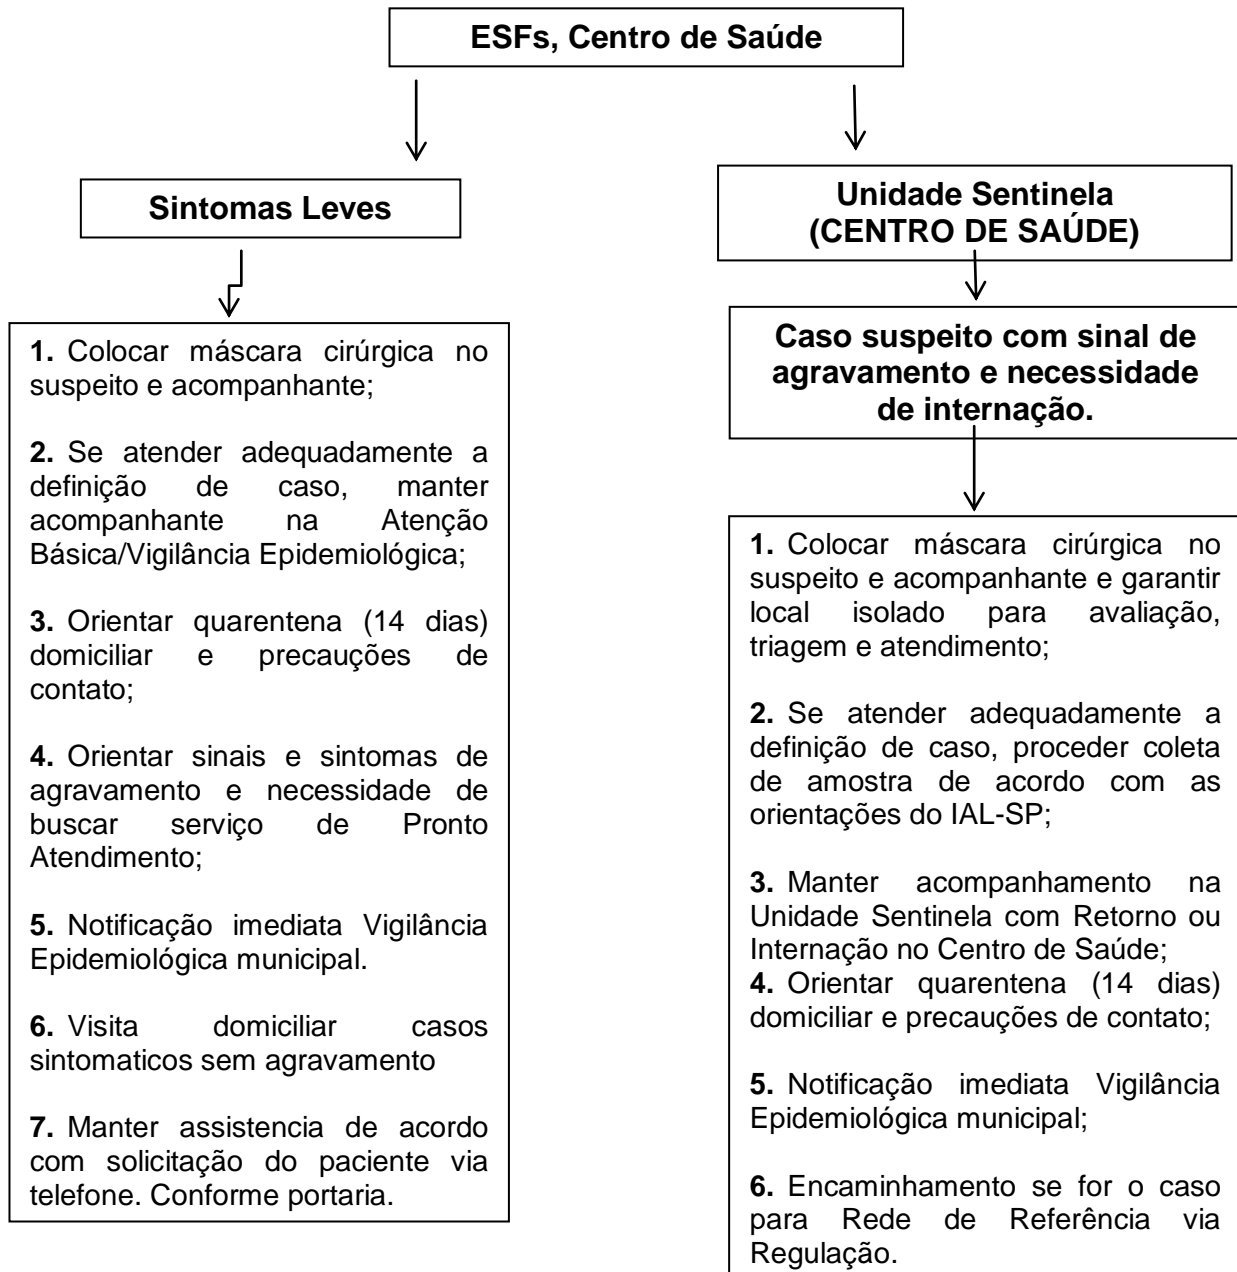 ESFs, Centro de Saúde
Sintomas Leves
1. Colocar máscara cirúrgica no
suspeito e acompanhante;
2. Se atender adequadamente a
definição de caso, manter
acompanhante na Atenção
Básica/Vigilância Epidemiológica;
3. Orientar quarentena (14 dias)
domiciliar e precauções de
contato;
4. Orientar sinais e sintomas de
agravamento e necessidade de
buscar serviço de Pronto
Atendimento;
5. Notificação imediata Vigilância
Epidemiológica municipal.
6. Visita domiciliar casos
sintomaticos sem agravamento
7. Manter assistencia de acordo
com solicitação do paciente via
telefone. Conforme portaria.
Unidade Sentinela
(CENTRO DE SAÚDE)
Caso suspeito com sinal de
agravamento e necessidade
de internação.
1. Colocar máscara cirúrgica no
suspeito e acompanhante e garantir
local isolado para avaliação,
triagem e atendimento;
2. Se atender adequadamente a
definição de caso, proceder coleta
de amostra de acordo com as
orientações do IAL-SP;
3. Manter acompanhamento na
Unidade Sentinela com Retorno ou
Internação no Centro de Saúde;
4. Orientar quarentena (14 dias)
domiciliar e precauções de contato;
5. Notificação imediata Vigilância
Epidemiológica municipal;
6. Encaminhamento se for o caso
para Rede de Referência via
Regulação.